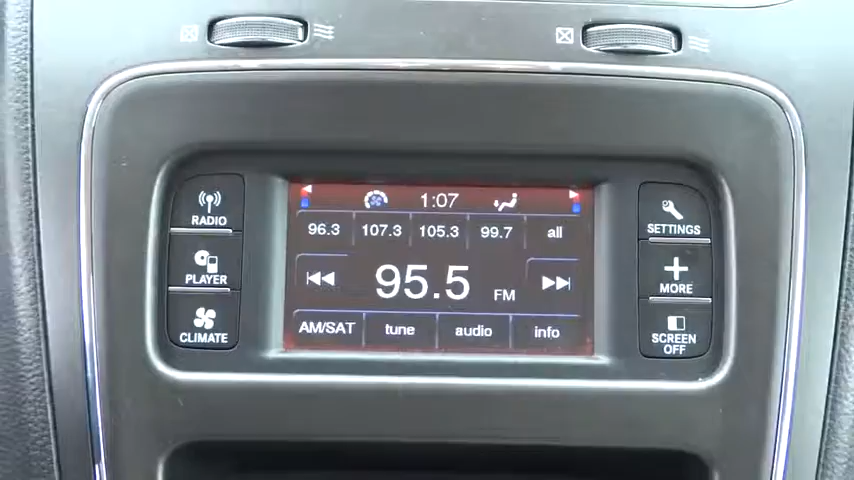 1:07
96.3 107.3 105.3 99.7 all
95.5 FM
AM/SAT tune audio info
RADIO
PLAYER
CLIMATE
SETTINGS
MORE
SCREEN
OFF